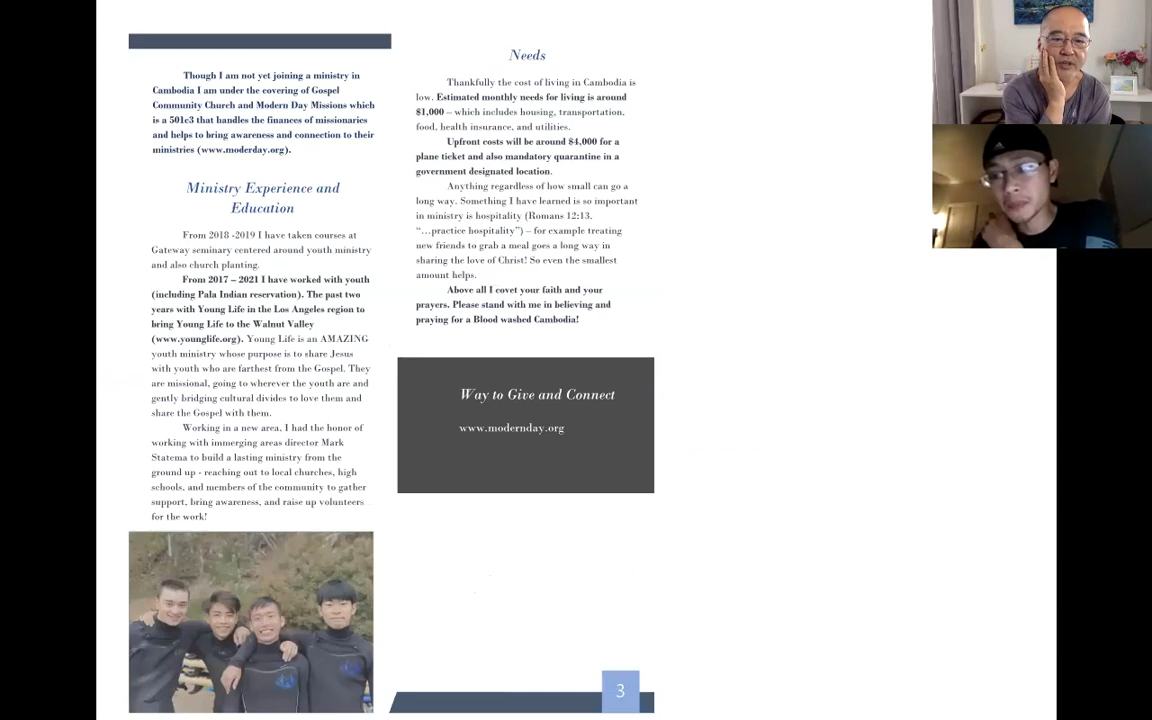 Though I am not yet joining a ministry in
Cambodia I am under the covering of Gospel
Community Church and Modern Day Missions which
is a 501c3 that handles the finances of missionaries
and helps to bring awareness and connection to their
ministries (www.moderday.org).
Ministry Experience and
Education
From 2018 -2019 I have taken courses at
Gateway seminary centered around youth ministry
and also church planting.
From 2017 – 2021 I have worked with youth
(including Pala Indian reservation). The past two
years with Young Life in the Los Angeles region to
bring Young Life to the Walnut Valley
(www.younglife.org). Young Life is an AMAZING
youth ministry whose purpose is to share Jesus
with youth who are farthest from the Gospel. They
are missional, going to wherever the youth are and
gently bridging cultural divides to love them and
share the Gospel with them.
Working in a new area, I had the honor of
working with immerging areas director Mark
Statema to build a lasting ministry from the
ground up - reaching out to local churches, high
schools, and members of the community to gather
support, bring awareness, and raise up volunteers
for the work!
Needs
Thankfully the cost of living in Cambodia is
low. Estimated monthly needs for living is around
$1,000 – which includes housing, transportation,
food, health insurance, and utilities.
Upfront costs will be around $4,000 for a
plane ticket and also mandatory quarantine in a
government designated location.
Anything regardless of how small can go a
long way. Something I have learned is so important
in ministry is hospitality (Romans 12:13.
“...practice hospitality”) – for example treating
new friends to grab a meal goes a long way in
sharing the love of Christ! So even the smallest
amount helps.
Above all I covet your faith and your
prayers. Please stand with me in believing and
praying for a Blood washed Cambodia!
Way to Give and Connect
www.modernday.org
3